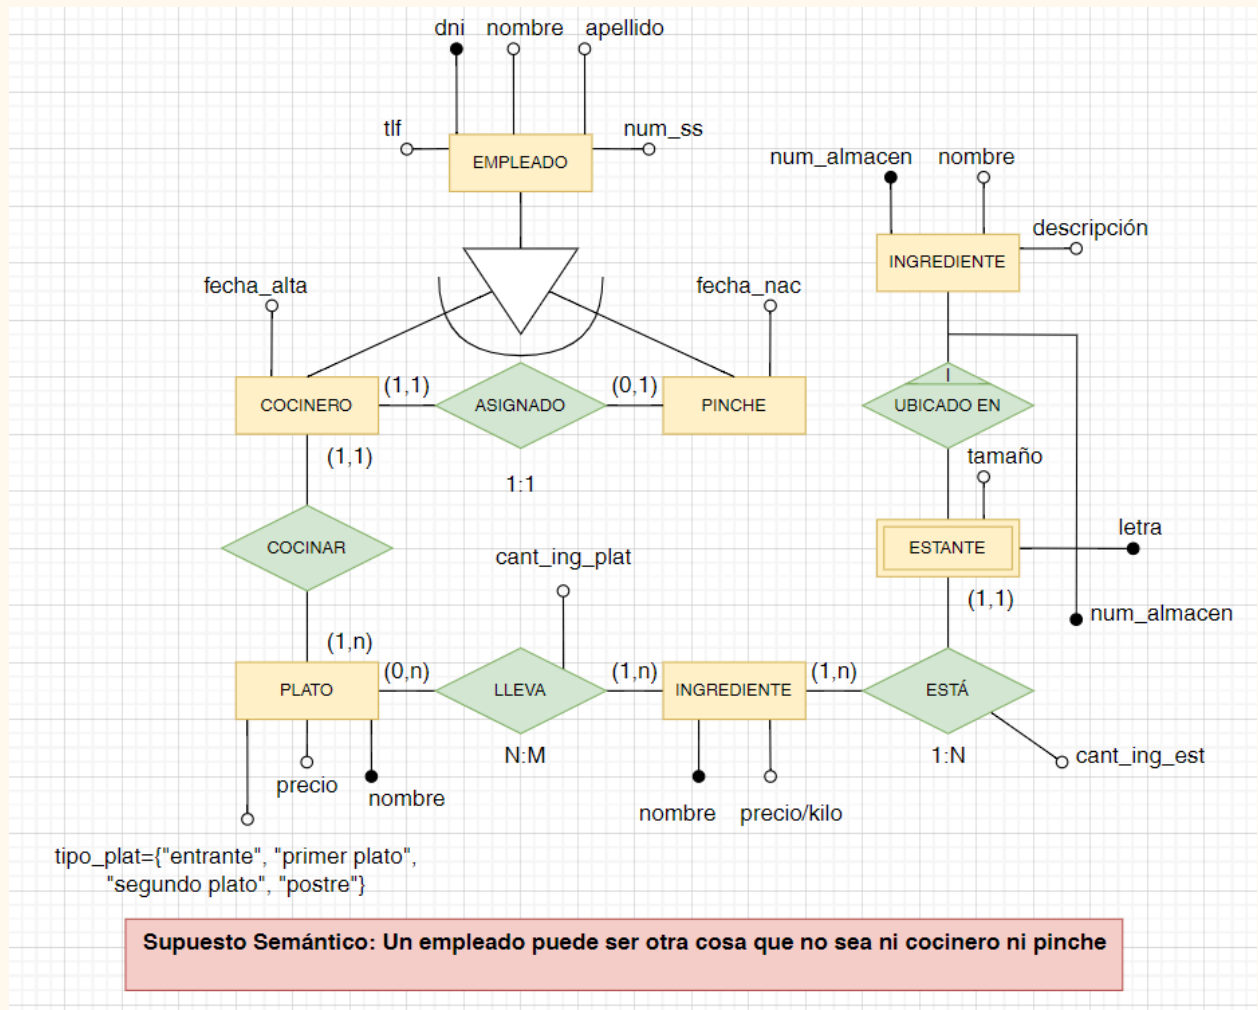 dni nombre apellido
tlf num_ss
EMPLEADO
num_almacen nombre
descripción
INGREDIENTE
fecha_alta fecha_nac
(1,1) (0,1)
COCINERO ASIGNADO PINCHE
I
UBICADO EN
(1,1)
1:1
tamaño
letra
COCINAR
ESTANTE
cant_ing_plat
(1,1)
num_almacen
(1,n)
(0,n) (1,n) (1,n)
PLATO LLEVA INGREDIENTE ESTÁ
N:M 1:N
cant_ing_est
precio nombre
nombre precio/kilo
tipo_plat={"entrante", "primer plato",
"segundo plato", "postre"}
Supuesto Semántico: Un empleado puede ser otra cosa que no sea ni cocinero ni pinche